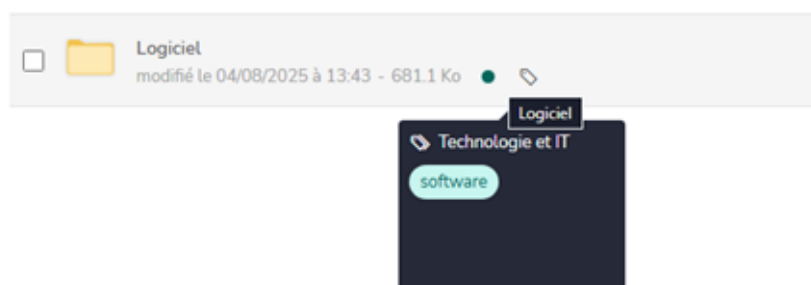 Logiciel
modifié le 04/08/2025 à 13:43 - 681.1 Ko
Logiciel
Technologie et IT
software